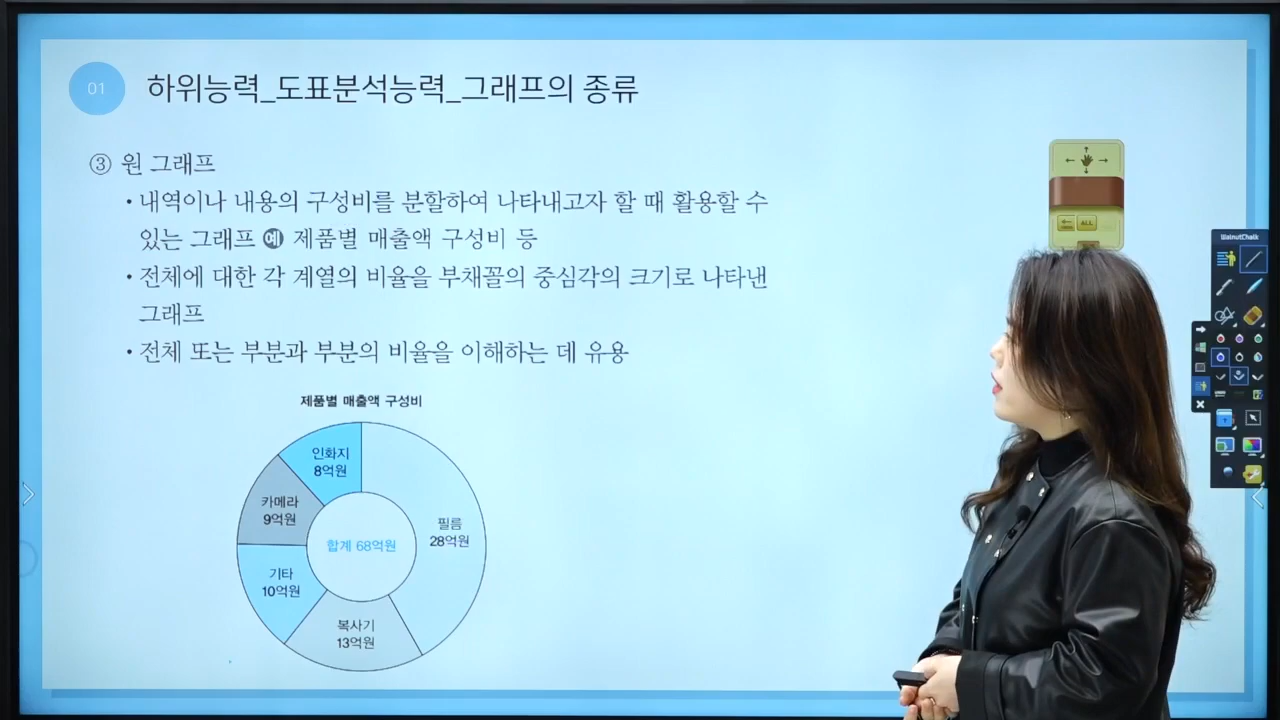 01
하위능력_도표분석능력_그래프의 종류
③ 원 그래프
• 내역이나 내용의 구성비를 분할하여 나타내고자 할 때 활용할 수
있는 그래프 예 제품별 매출액 구성비 등
• 전체에 대한 각 계열의 비율을 부채꼴의 중심각의 크기로 나타낸
그래프
• 전체 또는 부분과 부분의 비율을 이해하는 데 유용
제품별 매출액 구성비
인화지
8억원
카메라
9억원
필름
28억원
합계 68억원
기타
10억원
복사기
13억원
ALL
WalnutChalk